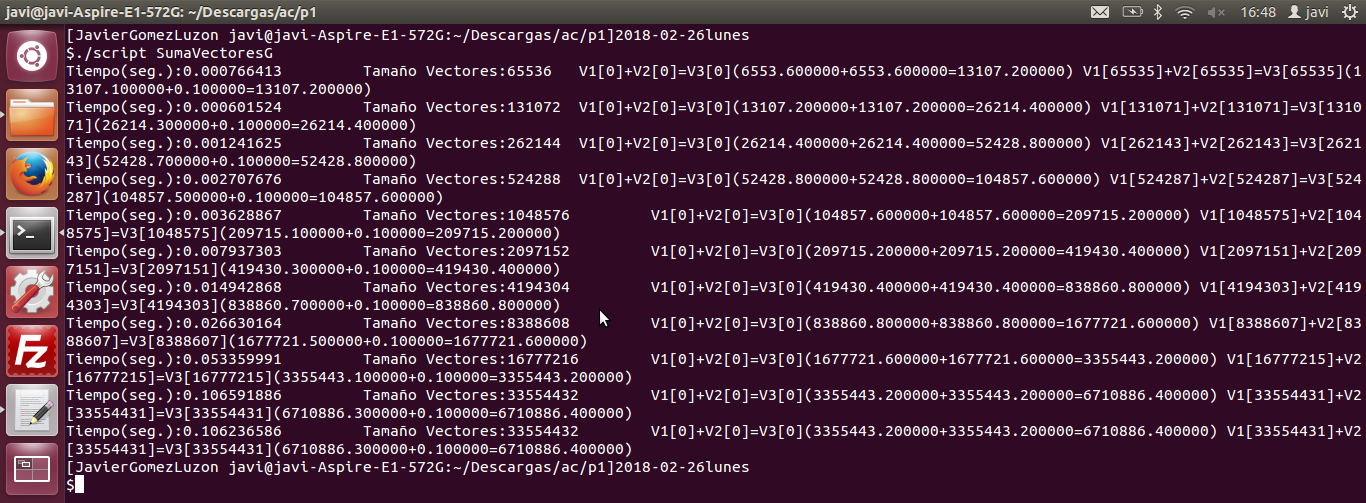 javi@javi-Aspire-E1-572G: ~/Descargas/ac/p1 16:48 javi
[JavierGomezLuzon javi@javi-Aspire-E1-572G:~/Descargas/ac/p1]2018-02-26lunes
$./script SumaVectoresG
Tiempo(seg.):0.000766413 Tamaño Vectores:65536 V1[0]+V2[0]=V3[0](6553.600000+6553.600000=13107.200000) V1[65535]+V2[65535]=V3[65535](1
3107.100000+0.100000=13107.200000)
Tiempo(seg.):0.000601524 Tamaño Vectores:131072 V1[0]+V2[0]=V3[0](13107.200000+13107.200000=26214.400000) V1[131071]+V2[131071]=V3[1310
71](26214.300000+0.100000=26214.400000)
Tiempo(seg.):0.001241625 Tamaño Vectores:262144 V1[0]+V2[0]=V3[0](26214.400000+26214.400000=52428.800000) V1[262143]+V2[262143]=V3[2621
43](52428.700000+0.100000=52428.800000)
Tiempo(seg.):0.002707676 Tamaño Vectores:524288 V1[0]+V2[0]=V3[0](52428.800000+52428.800000=104857.600000) V1[524287]+V2[524287]=V3[524
287](104857.500000+0.100000=104857.600000)
Tiempo(seg.):0.003628867 Tamaño Vectores:1048576 V1[0]+V2[0]=V3[0](104857.600000+104857.600000=209715.200000) V1[1048575]+V2[104
8575]=V3[1048575](209715.100000+0.100000=209715.200000)
Tiempo(seg.):0.007937303 Tamaño Vectores:2097152 V1[0]+V2[0]=V3[0](209715.200000+209715.200000=419430.400000) V1[2097151]+V2[209
7151]=V3[2097151](419430.300000+0.100000=419430.400000)
Tiempo(seg.):0.014942868 Tamaño Vectores:4194304 V1[0]+V2[0]=V3[0](419430.400000+419430.400000=838860.800000) V1[4194303]+V2[419
4303]=V3[4194303](838860.700000+0.100000=838860.800000)
Tiempo(seg.):0.026630164 Tamaño Vectores:8388608 V1[0]+V2[0]=V3[0](838860.800000+838860.800000=1677721.600000) V1[8388607]+V2[8
388607]=V3[8388607](1677721.500000+0.100000=1677721.600000)
Tiempo(seg.):0.053359991 Tamaño Vectores:16777216 V1[0]+V2[0]=V3[0](1677721.600000+1677721.600000=3355443.200000) V1[16777215]+V2
[16777215]=V3[16777215](3355443.100000+0.100000=3355443.200000)
Tiempo(seg.):0.106591886 Tamaño Vectores:33554432 V1[0]+V2[0]=V3[0](3355443.200000+3355443.200000=6710886.400000) V1[33554431]+V2
[33554431]=V3[33554431](6710886.300000+0.100000=6710886.400000)
Tiempo(seg.):0.106236586 Tamaño Vectores:33554432 V1[0]+V2[0]=V3[0](3355443.200000+3355443.200000=6710886.400000) V1[33554431]+V2
[33554431]=V3[33554431](6710886.300000+0.100000=6710886.400000)
[JavierGomezLuzon javi@javi-Aspire-E1-572G:~/Descargas/ac/p1]2018-02-26lunes
$